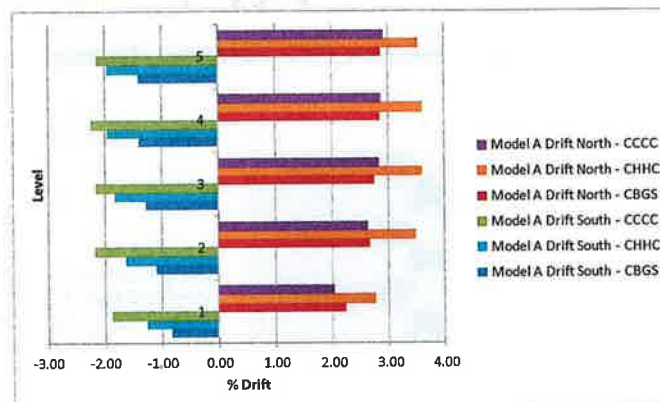 5
4
3
2
1
Level
-3.00 -2.00 -1.00 0.00 1.00 2.00 3.00 4.00
% Drift
Model A Drift North - CCCC
Model A Drift North - CHHC
Model A Drift North - CBGS
Model A Drift South - CCCC
Model A Drift South - CHHC
Model A Drift South - CBGS